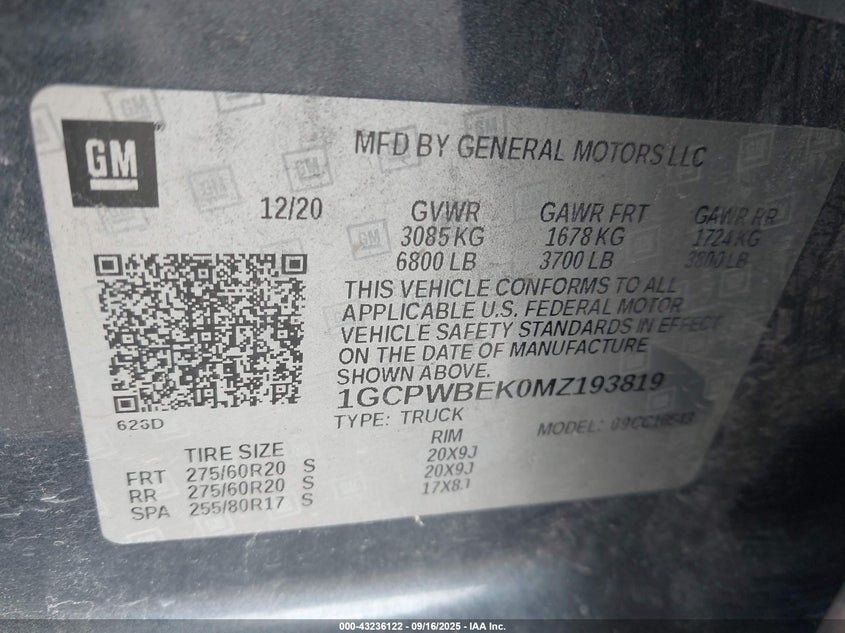 GM
MFD BY GENERAL MOTORS LLC
12/20 GVWR GAWR FRT GAWR RR
3085 KG 1678 KG 1724 KG
6800 LB 3700 LB 3800 LB
THIS VEHICLE CONFORMS TO ALL
APPLICABLE U.S. FEDERAL MOTOR
VEHICLE SAFETY STANDARDS IN EFFECT
ON THE DATE OF MANUFACTURE
SHOWN ABOVE.
1GCPWBEK0MZ193819
TYPE: TRUCK MODEL:
623D
TIRE SIZE RIM
FRT 275/60R20 S 20X9J
RR 275/60R20 S 20X9J
SPA 255/80R17 S 17X8J
000-43236122 - 09/16/2025 - IAA Inc.